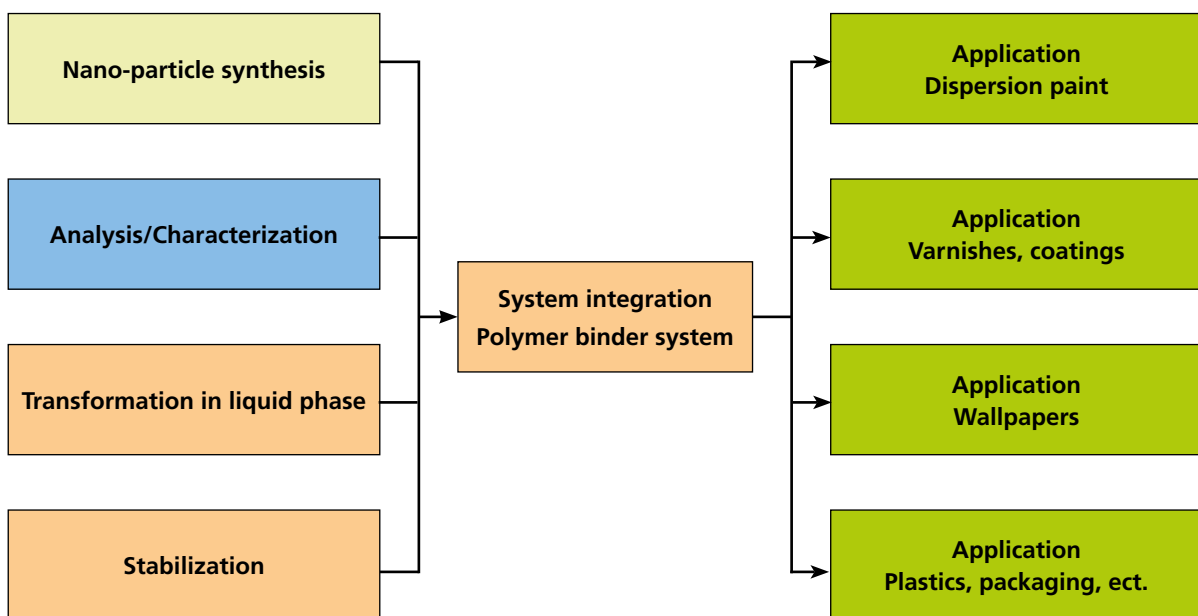 Nano-particle synthesis
Analysis/Characterization
Transformation in liquid phase
Stabilization
System integration
Polymer binder system
Application
Dispersion paint
Application
Varnishes, coatings
Application
Wallpapers
Application
Plastics, packaging, ect.